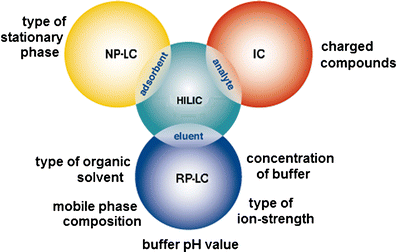 type of
stationary
phase
NP-LC
IC
charged
compounds
adsorbent
analyte
HILIC
eluent
type of organic
solvent
RP-LC
concentration
of buffer
mobile phase
composition
type of
ion-strength
buffer pH value